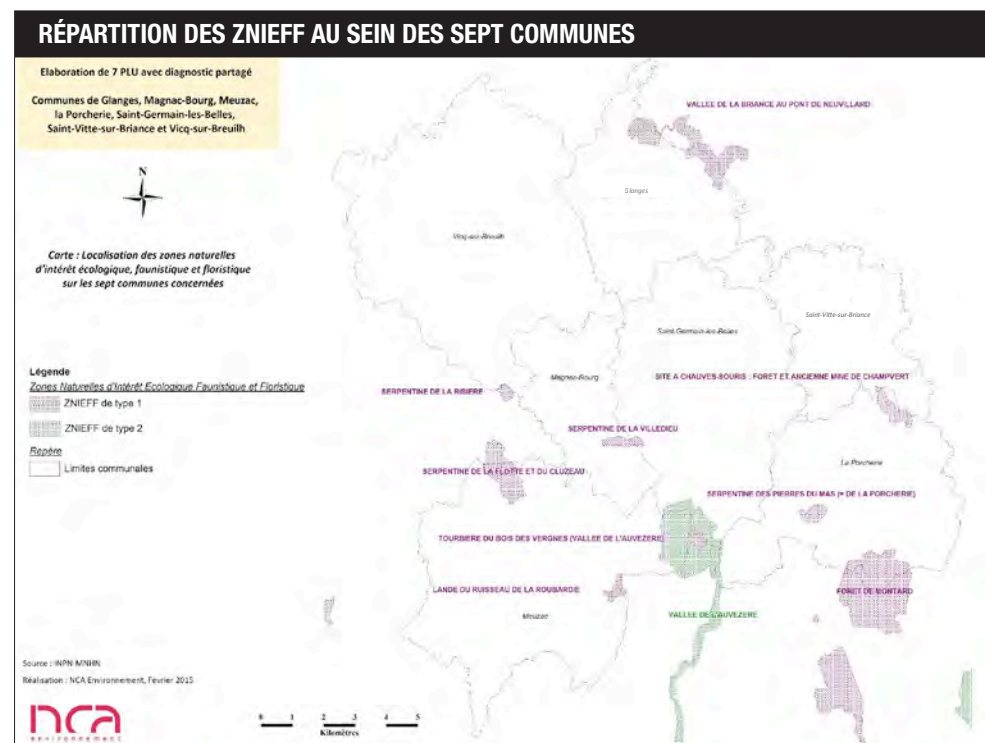 RÉPARTITION DES ZNIEFF AU SEIN DES SEPT COMMUNES
Elaboration de 7 PLU avec diagnostic partagé
Communes de Glanges, Magnac-Bourg, Meuzac,
la Porcherie, Saint-Germain-les-Belles,
Saint-Vitte-sur-Briance et Vicq-sur-Breuilh
N
Carte : Localisation des zones naturelles
d'intérêt écologique, faunistique et floristique
sur les sept communes concernées
Légende
Zones Naturelles d'Intérêt Ecologique Faunistique et Floristique
ZNIEFF de type 1
ZNIEFF de type 2
Repère
Limites communales
VALLEE DE LA BRIANCE AU PONT DE NEUVILLARD
Glanges
Vicq-sur-Breuilh
Saint-Vitte-sur-Briance
Saint-Germain-les-Belles
Magnac-Bourg
SITE A CHAUVES-SOURIS : FORET ET ANCIENNE MINE DE CHAMPVERT
SERPENTINE DE LA RIBIERE
SERPENTINE DE LA VILLEDIEU
La Porcherie
SERPENTINE DE LA FLOTTE ET DU CLUZEAU
SERPENTINE DES PIERRES DU MAS (= DE LA PORCHERIE)
TOURBIERE DU BOIS DES VERGNES (VALLEE DE L'AUVEZERE)
LANDE DU RUISSEAU DE LA ROUBARDIE
FORET DE MONTARD
Meuzac
VALLEE DE L'AUVEZERE
Source : INPN MNHN
Réalisation : NCA Environnement, Février 2015
nca
environnement
0 1 2 3 4 5
Kilomètres